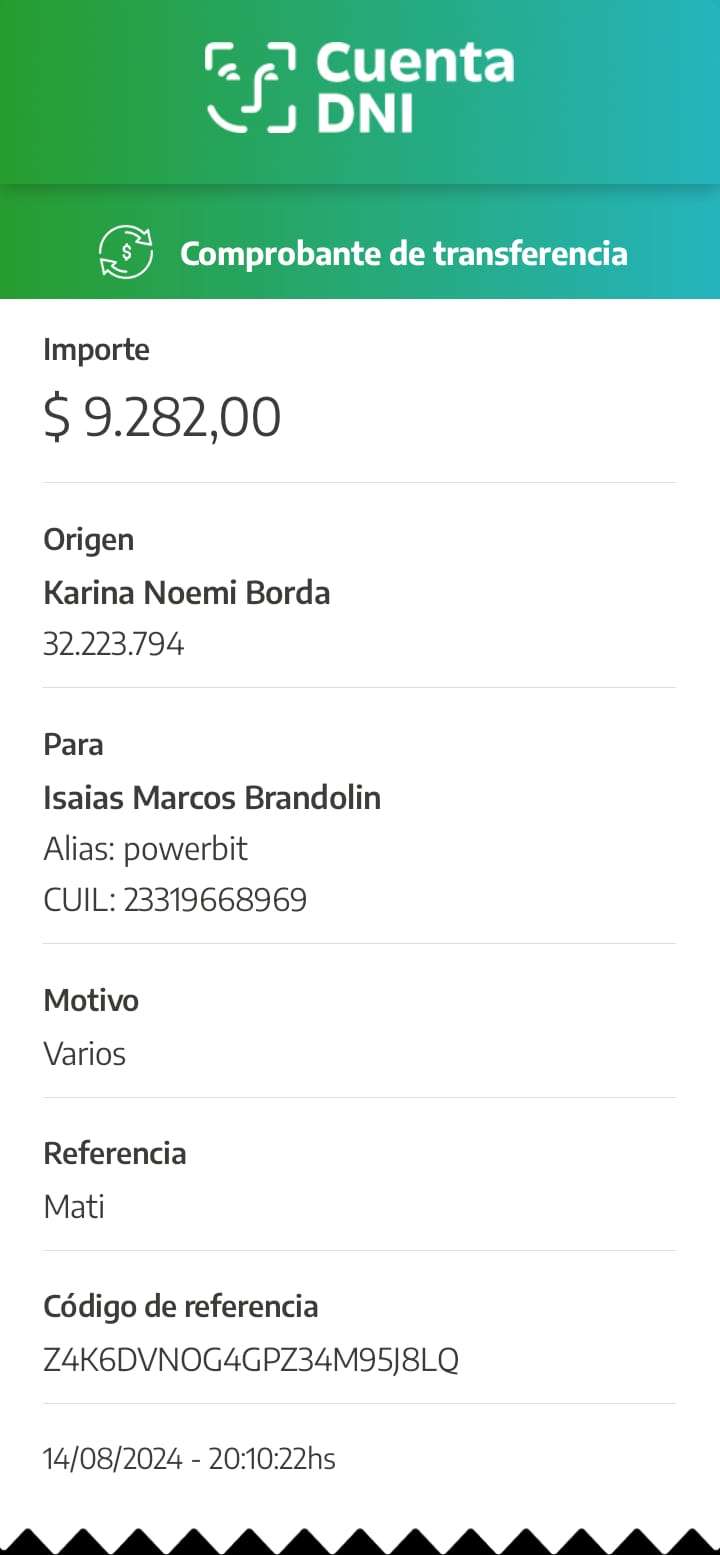 Cuenta
DNI
Comprobante de transferencia
Importe
$ 9.282,00
Origen
Karina Noemi Borda
32.223.794
Para
Isaias Marcos Brandolin
Alias: powerbit
CUIL: 23319668969
Motivo
Varios
Referencia
Mati
Código de referencia
Z4K6DVNOG4GPZ34M95J8LQ
14/08/2024 - 20:10:22hs